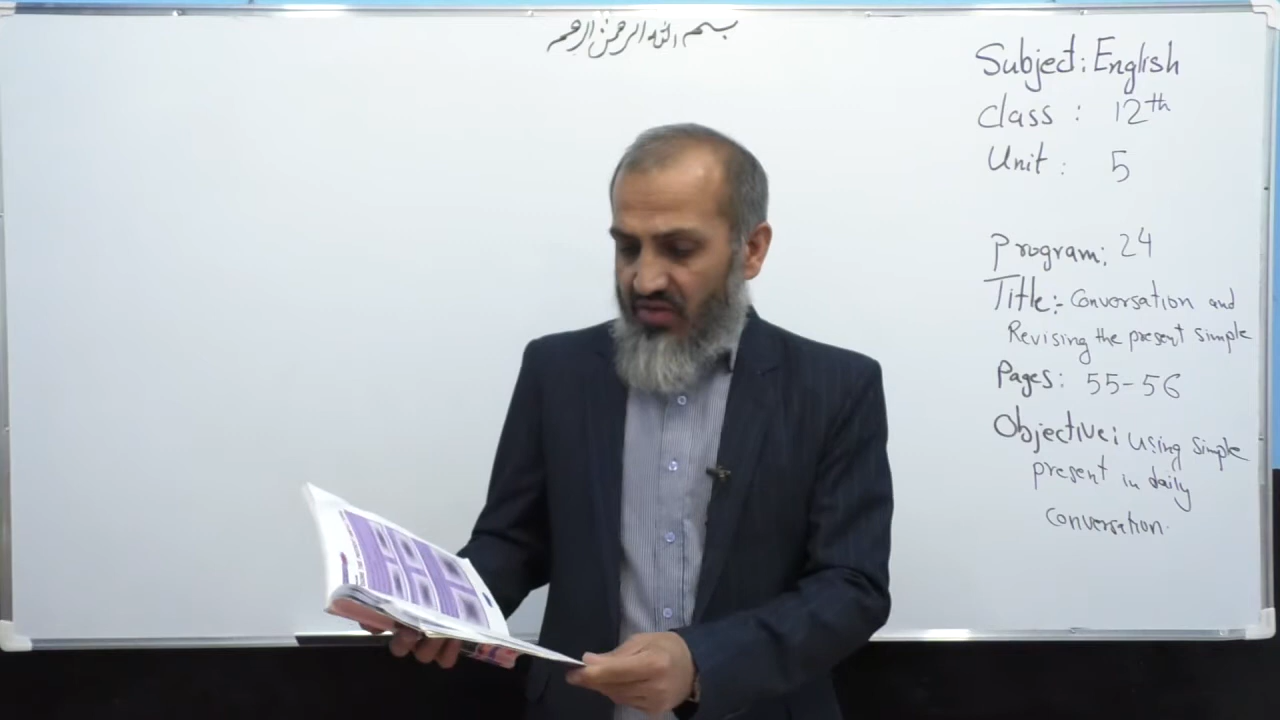 بسم الله الرحمن الرحیم
Subject: English
Class : 12th
Unit : 5
Program: 24
Title:- Conversation and
Revising the present simple
Pages: 55-56
Objective: Using simple
present in daily
conversation.